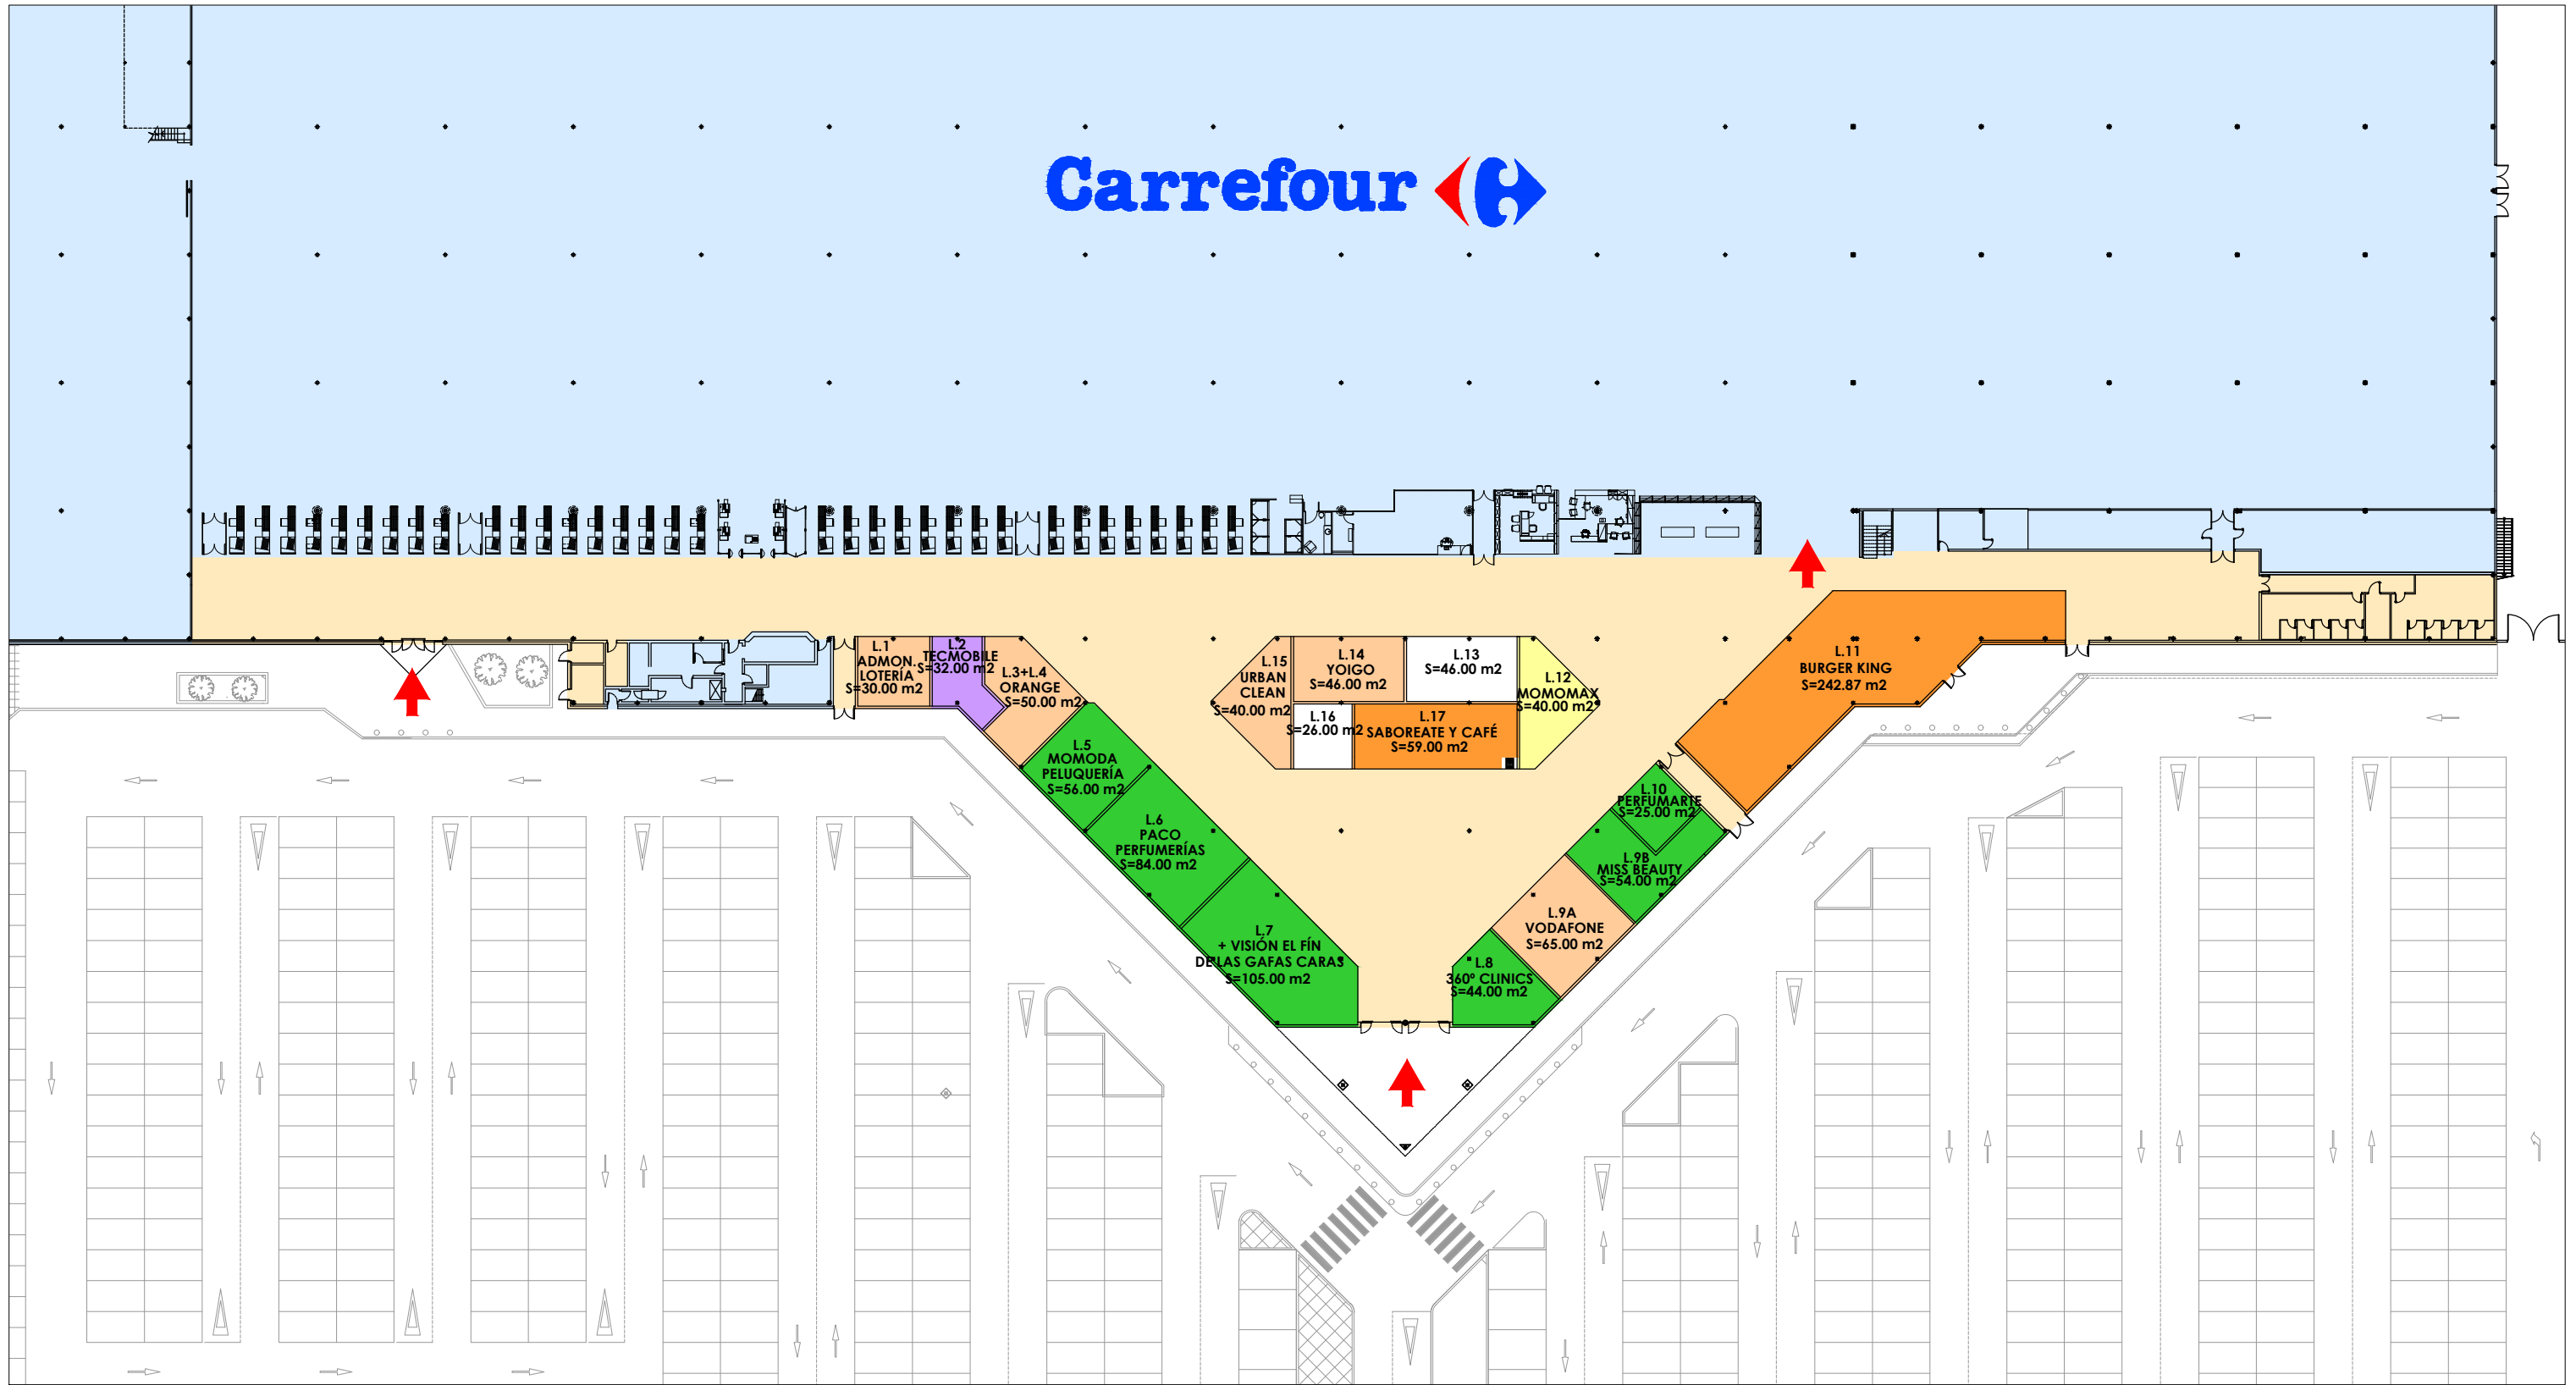 Carrefour
L.1
ADMON.
LOTERÍA
S=30.00 m2
L.2
TECMOBILE
S=32.00 m2
L.3+L.4
ORANGE
S=50.00 m2
L.5
MOMODA
PELUQUERÍA
S=56.00 m2
L.6
PACO
PERFUMERÍAS
S=84.00 m2
L.7
+ VISIÓN EL FÍN
DE LAS GAFAS CARAS
S=105.00 m2
L.15
URBAN
CLEAN
S=40.00 m2
L.14
YOIGO
S=46.00 m2
L.13
S=46.00 m2
L.12
MOMOMAX
S=40.00 m2
L.16
S=26.00 m2
L.17
SABOREATE Y CAFÉ
S=59.00 m2
L.11
BURGER KING
S=242.87 m2
L.10
PERFUMARTE
S=25.00 m2
L.9B
MISS BEAUTY
S=54.00 m2
L.9A
VODAFONE
S=65.00 m2
L.8
360º CLINICS
S=44.00 m2